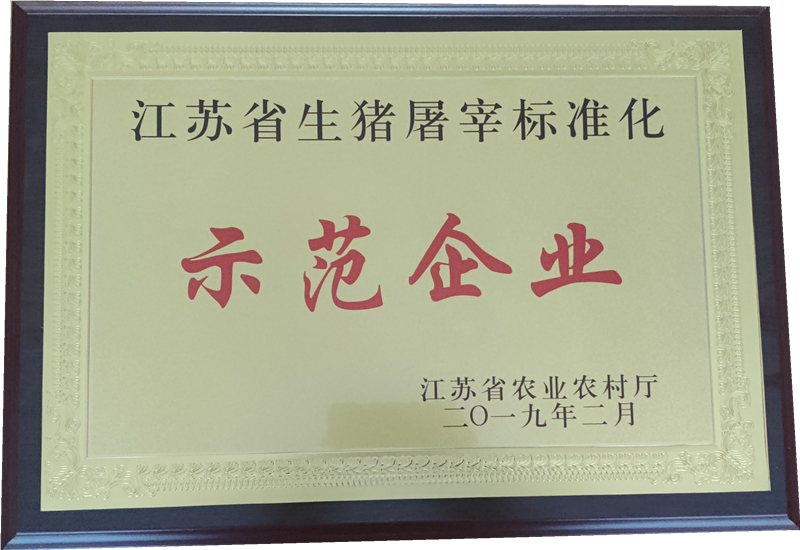 江苏省生猪屠宰标准化
示范企业
江苏省农业农村厅
二〇一九年二月